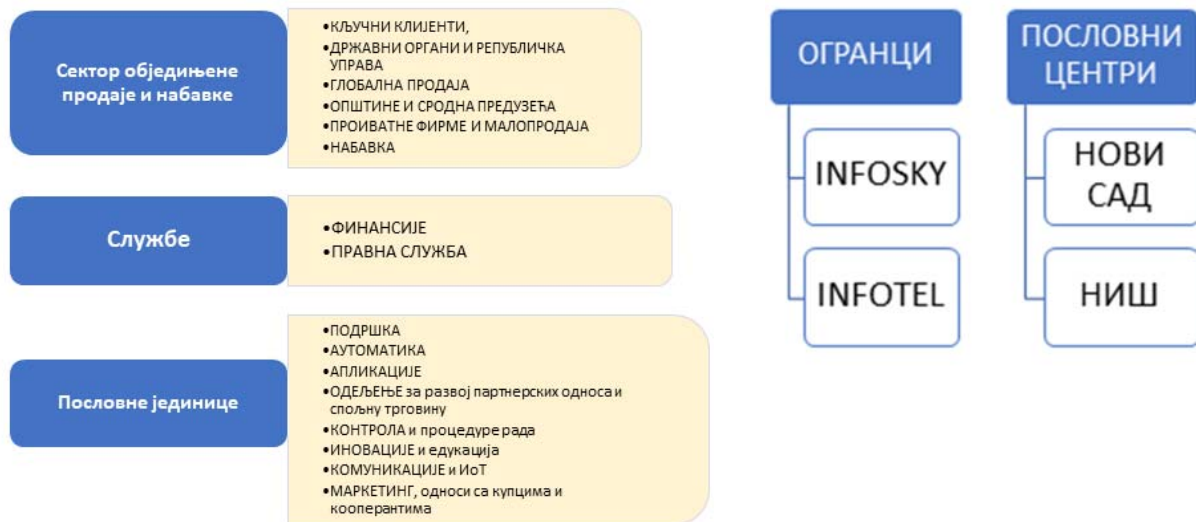 Сектор обједињене
продаје и набавке
•КЉУЧНИ КЛИЈЕНТИ,
•ДРЖАВНИ ОРГАНИ И РЕПУБЛИЧКА
УПРАВА
•ГЛОБАЛНА ПРОДАЈА
•ОПШТИНЕ И СРОДНА ПРЕДУЗЕЋА
•ПРОИВАТНЕ ФИРМЕ И МАЛОПРОДАЈА
•НАБАВКА
Службе
•ФИНАНСИЈЕ
•ПРАВНА СЛУЖБА
Пословне јединице
•ПОДРШКА
•АУТОМАТИКА
•АПЛИКАЦИЈЕ
•ОДЕЉЕЊЕ за развој партнерских односа и
спољну трговину
•КОНТРОЛА и процедуре рада
•ИНОВАЦИЈЕ и едукација
•КОМУНИКАЦИЈЕ и ИоТ
•МАРКЕТИНГ, односи са купцима и
кооперантима
ОГРАНЦИ
INFOSKY
INFOTEL
ПОСЛОВНИ
ЦЕНТРИ
НОВИ
САД
НИШ